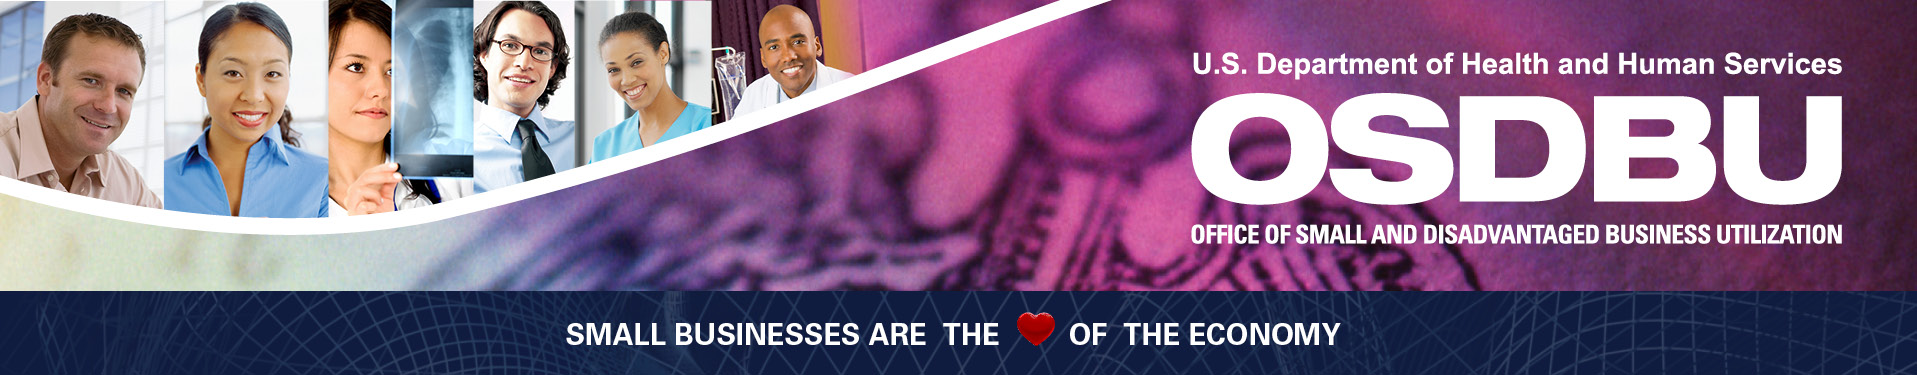 U.S. Department of Health and Human Services
OSDBU
OFFICE OF SMALL AND DISADVANTAGED BUSINESS UTILIZATION
SMALL BUSINESSES ARE THE ❤ OF THE ECONOMY